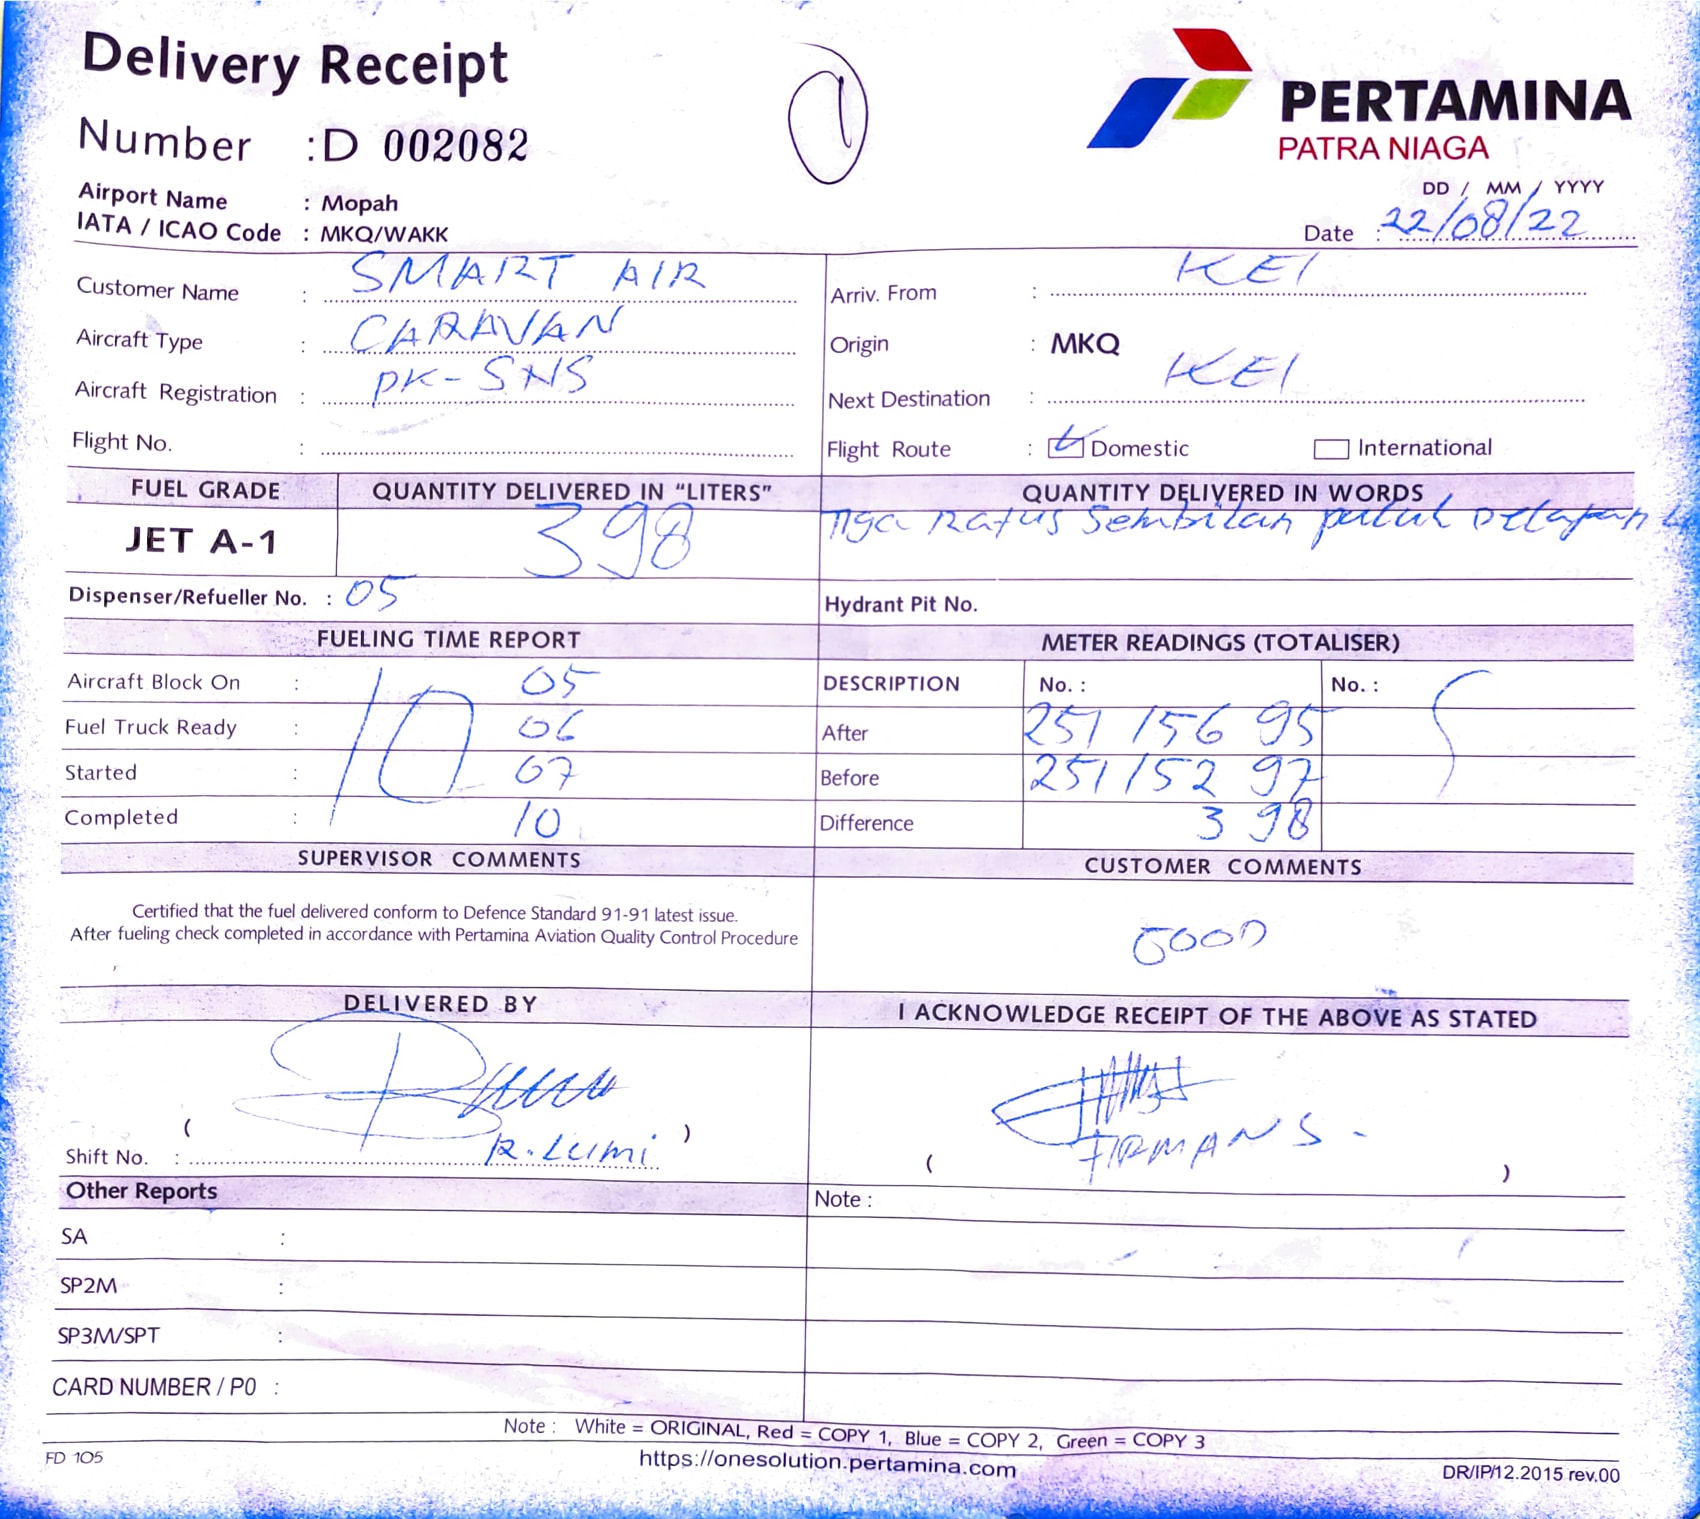 Delivery Receipt
Number : D 002082
PERTAMINA
PATRA NIAGA
Airport Name : Mopah
IATA / ICAO Code : MKQ/WAKK
DD / MM / YYYY
Date : 22/08/22
Customer Name : SMART AIR
Arriv. From : KEI
Aircraft Type : CARAVAN
Origin : MKQ
Aircraft Registration : PK-SNS
Next Destination : KEI
Flight No. :
Flight Route : Domestic International
FUEL GRADE QUANTITY DELIVERED IN "LITERS" QUANTITY DELIVERED IN WORDS
JET A-1 398 Tiga Ratus Sembilan puluh Delapan
Dispenser/Refueller No. : 05 Hydrant Pit No.
FUELING TIME REPORT METER READINGS (TOTALISER)
Aircraft Block On : 05 DESCRIPTION No. : No. :
10
Fuel Truck Ready : 06 After 251 156 95
Started : 07 Before 251 152 97
Completed : 10 Difference 3 98
SUPERVISOR COMMENTS CUSTOMER COMMENTS
Certified that the fuel delivered conform to Defence Standard 91-91 latest issue.
After fueling check completed in accordance with Pertamina Aviation Quality Control Procedure
GOOD
DELIVERED BY I ACKNOWLEDGE RECEIPT OF THE ABOVE AS STATED
( )
Shift No. : R. Lumi
FIRMAN S.
( )
Other Reports Note :
SA :
SP2M :
SP3M/SPT :
CARD NUMBER / P0 :
Note : White = ORIGINAL, Red = COPY 1, Blue = COPY 2, Green = COPY 3
FD 105 https://onesolution.pertamina.com DR/IP/12.2015 rev.00